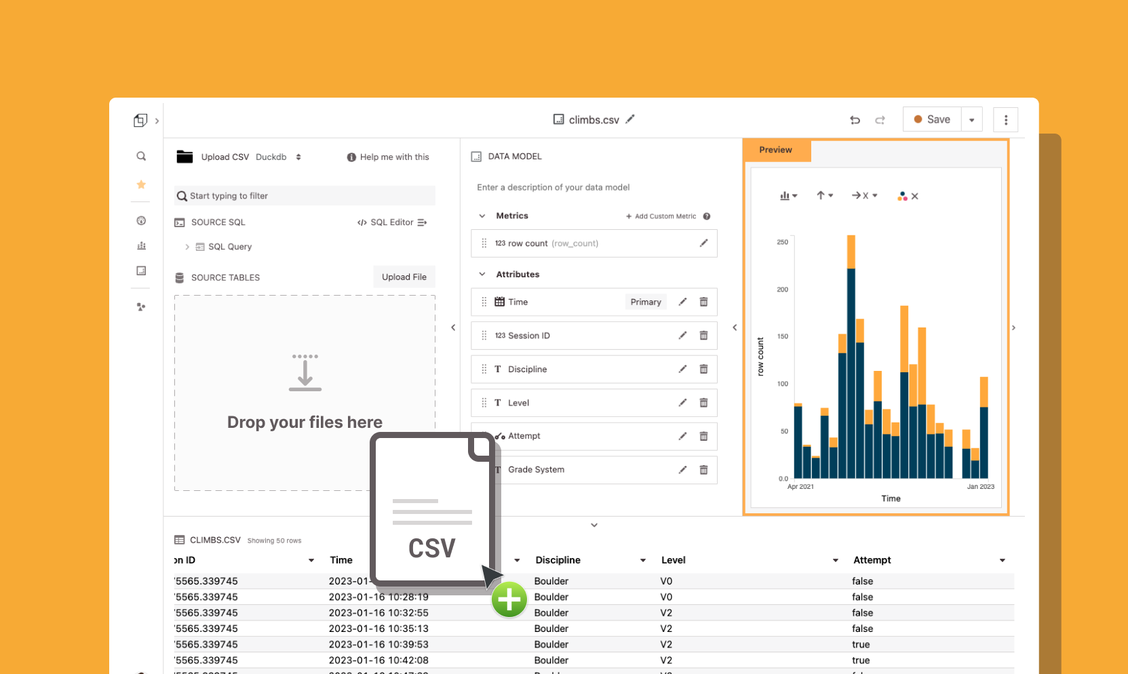 climbs.csv
Save
Upload CSV Duckdb
Help me with this
Start typing to filter
SOURCE SQL
</> SQL Editor
SQL Query
SOURCE TABLES
Upload File
Drop your files here
CSV
DATA MODEL
Enter a description of your data model
Metrics
+ Add Custom Metric
123 row count (row_count)
Attributes
Time Primary
123 Session ID
T Discipline
T Level
Attempt
T Grade System
Preview
X
250
200
150
100
50
0.0
row count
Apr 2021
Jan 2023
Time
CLIMBS.CSV Showing 50 rows
on ID Time Discipline Level Attempt
5565.339745 2023-01- Boulder V0 false
5565.339745 2023-01-16 10:28:19 Boulder V0 false
5565.339745 2023-01-16 10:32:55 Boulder V2 false
5565.339745 2023-01-16 10:35:13 Boulder V2 false
5565.339745 2023-01-16 10:39:53 Boulder V2 true
5565.339745 2023-01-16 10:42:08 Boulder V2 true